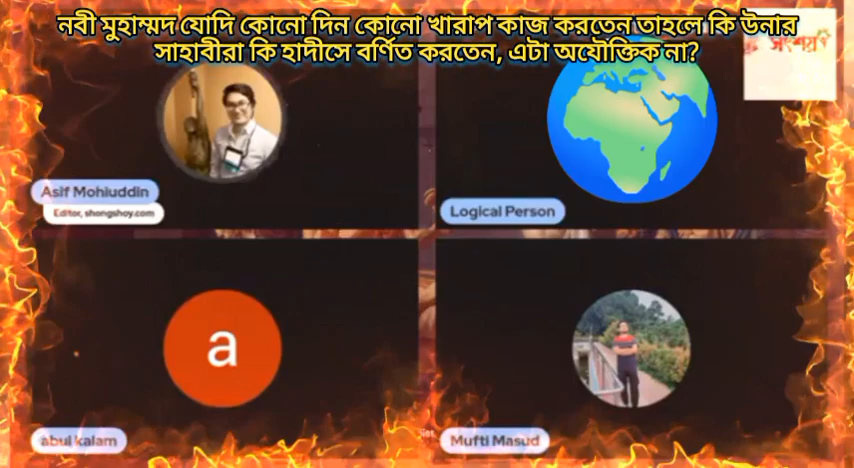 নবী মুহাম্মদ যোদি কোনো দিন কোনো খারাপ কাজ করতেন তাহলে কি উনার
সাহাবীরা কি হাদীসে বর্ণিত করতেন, এটা অযৌক্তিক না?
সংশয়
Asif Mohiuddin
Editor, shongshoy.com
Logical Person
a
abul kalam
Mufti Masud